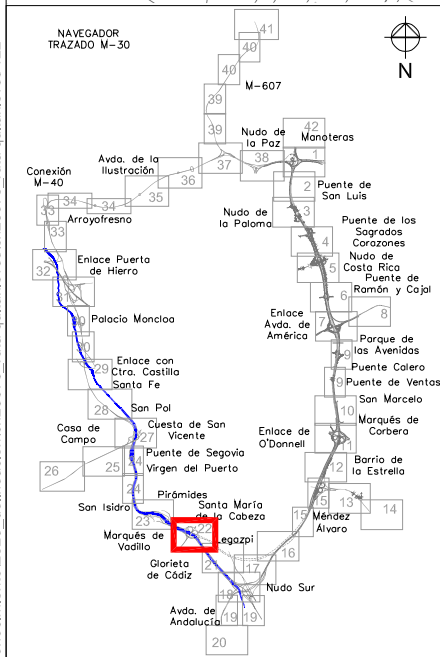 NAVEGADOR
TRAZADO M-30
N
41
40
40
M-607
39
39
42
Nudo de
la Paz
Manoteras
1
Avda. de la
Ilustración
37
38
36
2
Puente de
San Luis
Conexión
M-40
35
34
34
33
3
Nudo de
la Paloma
Arroyofresno
33
Puente de los
Sagrados
Corazones
4
Enlace Puerta
de Hierro
32
Nudo de
Costa Rica
5
Puente de
Ramón y Cajal
6
8
Enlace
Avda. de
América
7
Palacio Moncloa
Parque de
las Avenidas
9
Enlace con
Ctra. Castilla
Santa Fe
29
Puente Calero
9
Puente de Ventas
28
San Pol
San Marcelo
10
Marqués de
Corbera
Casa de
Campo
Cuesta de San
Vicente
27
Enlace de
O'Donnell
11
Puente de Segovia
Virgen del Puerto
25
26
24
12
Barrio de
la Estrella
24
Pirámides
13
14
San Isidro
23
Santa María
de la Cabeza
22
15
Méndez
Álvaro
Marqués de
Vadillo
Legazpi
16
17
Glorieta
de Cádiz
Nudo Sur
18
Avda. de
Andalucía
19
19
20